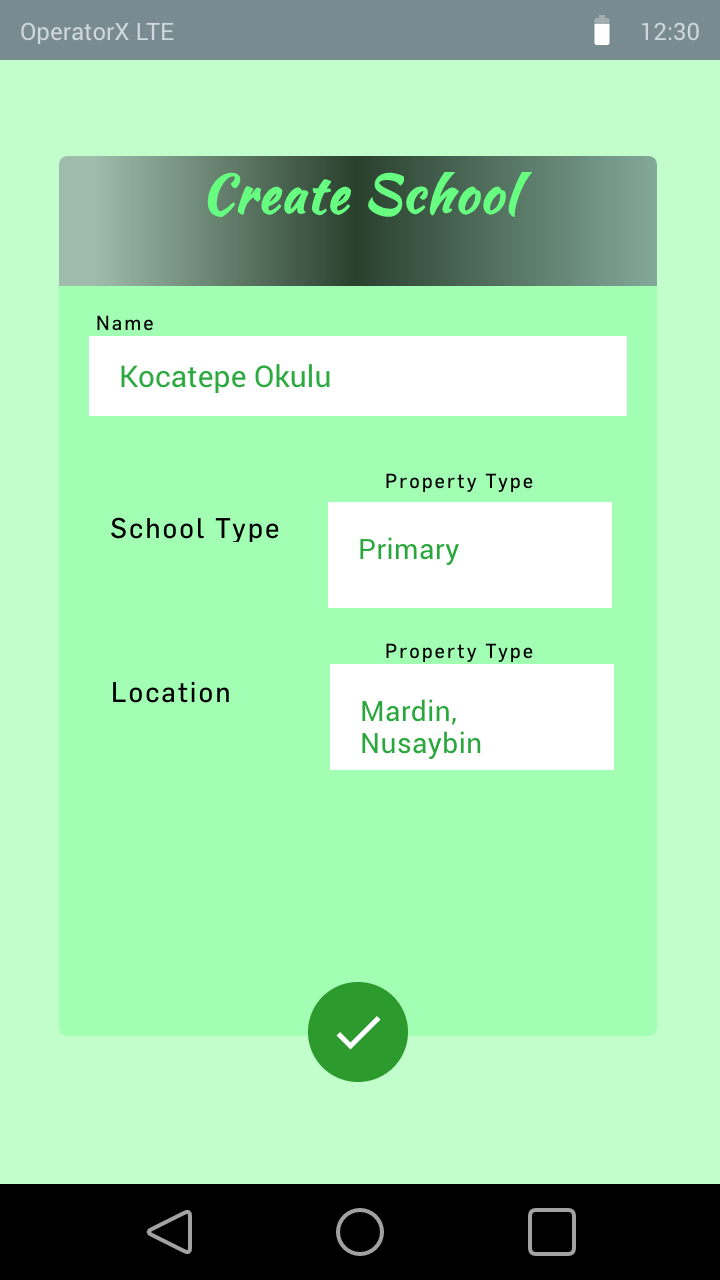 OperatorX LTE 12:30
Create School
Name
Kocatepe Okulu
Property Type
School Type
Primary
Property Type
Location
Mardin,
Nusaybin